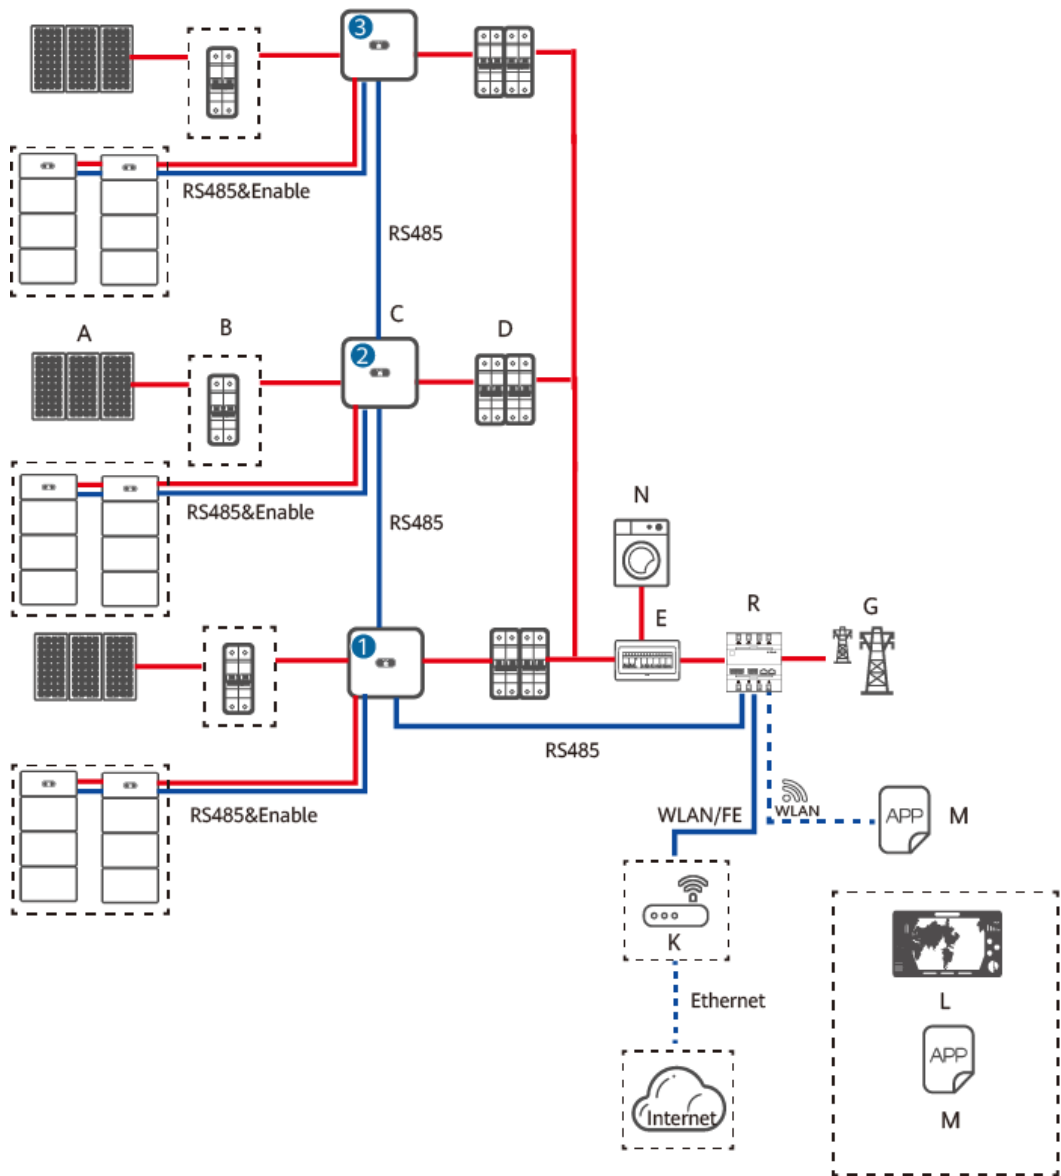 3
RS485&Enable
RS485
A
B
C
D
2
RS485&Enable
RS485
N
E
R
G
1
RS485
RS485&Enable
WLAN/FE
WLAN
APP
M
K
Ethernet
L
APP
M
Internet